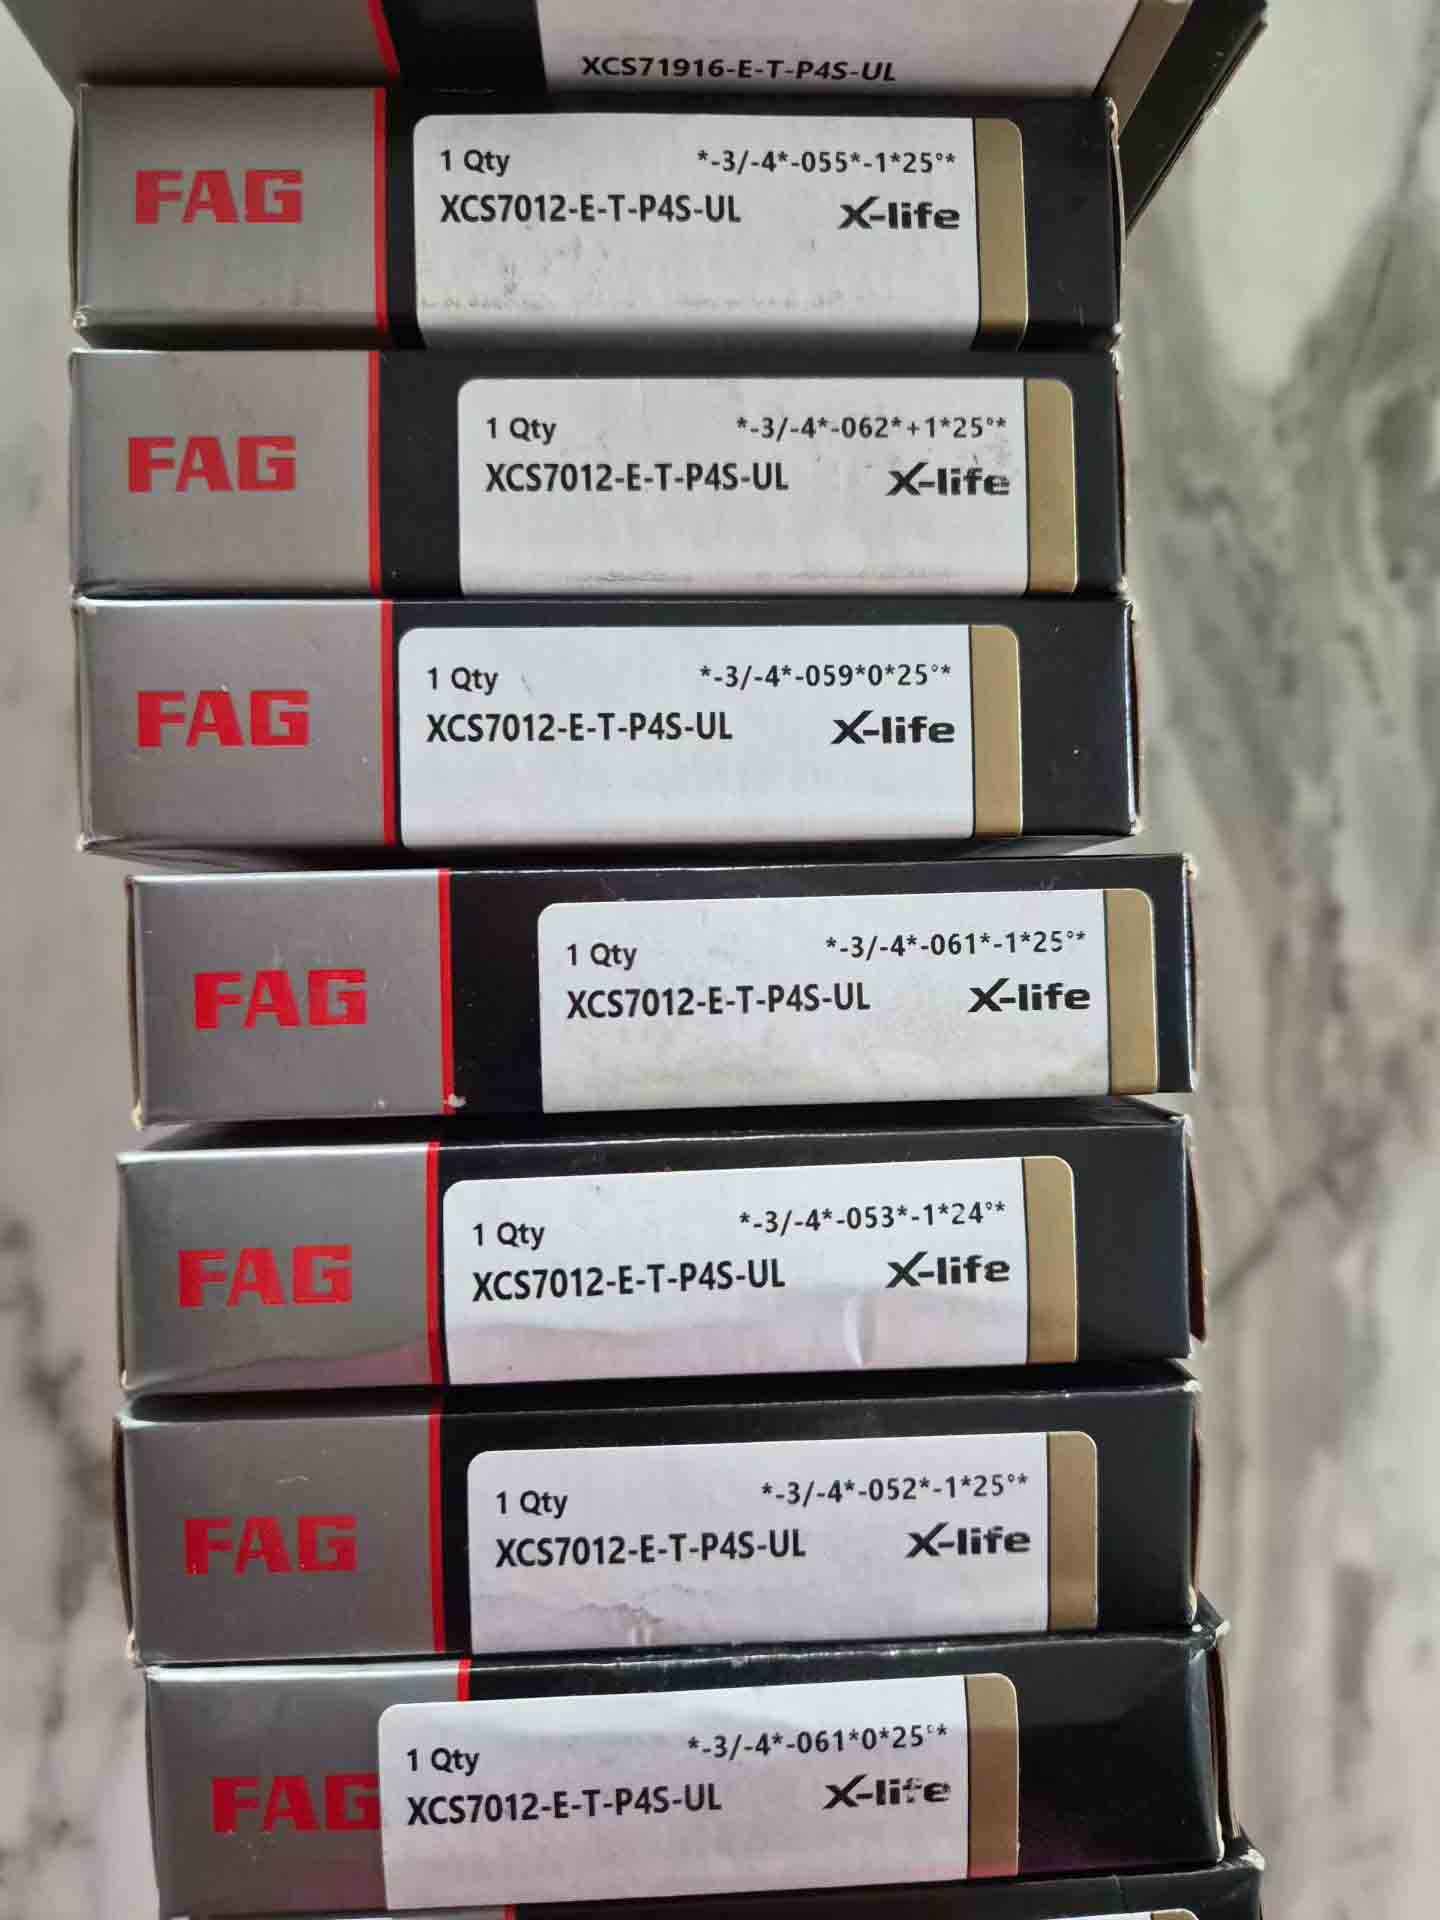 XCS71916-E-T-P4S-UL
FAG
1 Qty *-3/-4*-055*-1*25°*
XCS7012-E-T-P4S-UL X-life
FAG
1 Qty *-3/-4*-062*+1*25°*
XCS7012-E-T-P4S-UL X-life
FAG
1 Qty *-3/-4*-059*0*25°*
XCS7012-E-T-P4S-UL X-life
FAG
1 Qty *-3/-4*-061*-1*25°*
XCS7012-E-T-P4S-UL X-life
FAG
1 Qty *-3/-4*-053*-1*24°*
XCS7012-E-T-P4S-UL X-life
FAG
1 Qty *-3/-4*-052*-1*25°*
XCS7012-E-T-P4S-UL X-life
FAG
1 Qty *-3/-4*-061*0*25°*
XCS7012-E-T-P4S-UL X-life